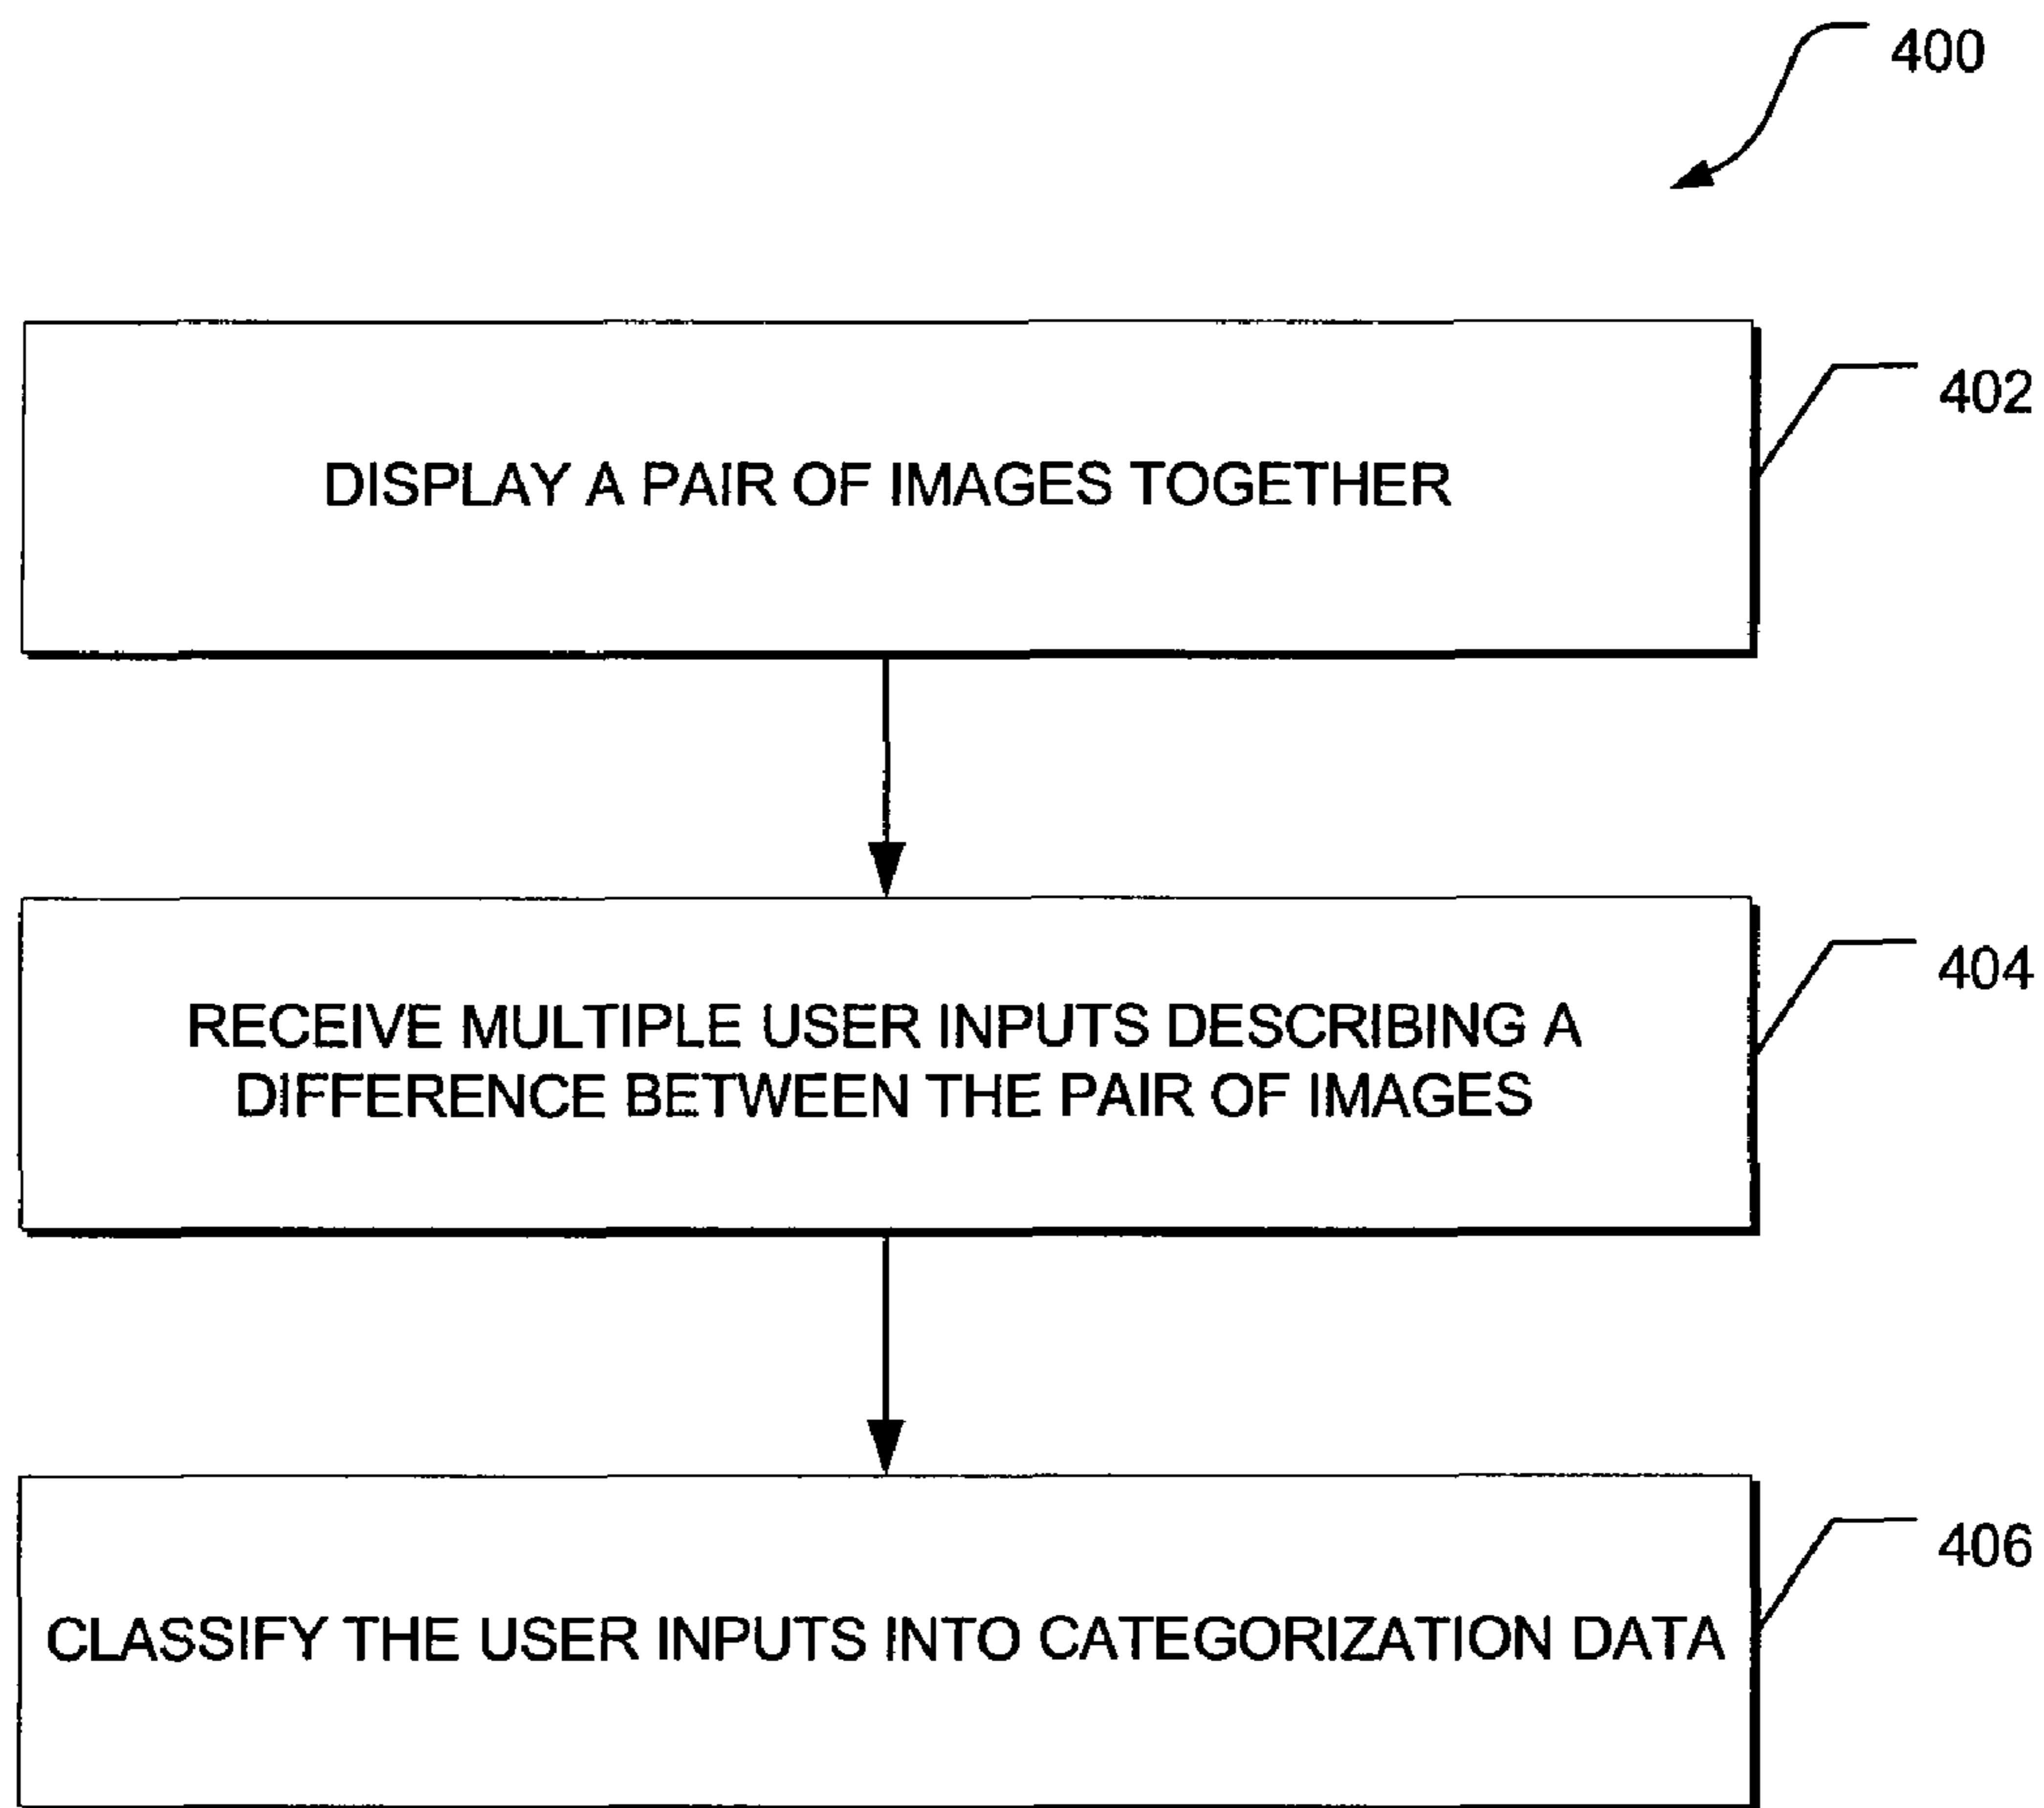 400
402
DISPLAY A PAIR OF IMAGES TOGETHER
404
RECEIVE MULTIPLE USER INPUTS DESCRIBING A
DIFFERENCE BETWEEN THE PAIR OF IMAGES
406
CLASSIFY THE USER INPUTS INTO CATEGORIZATION DATA